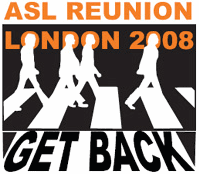 ASL REUNION
LONDON 2008
GET BACK